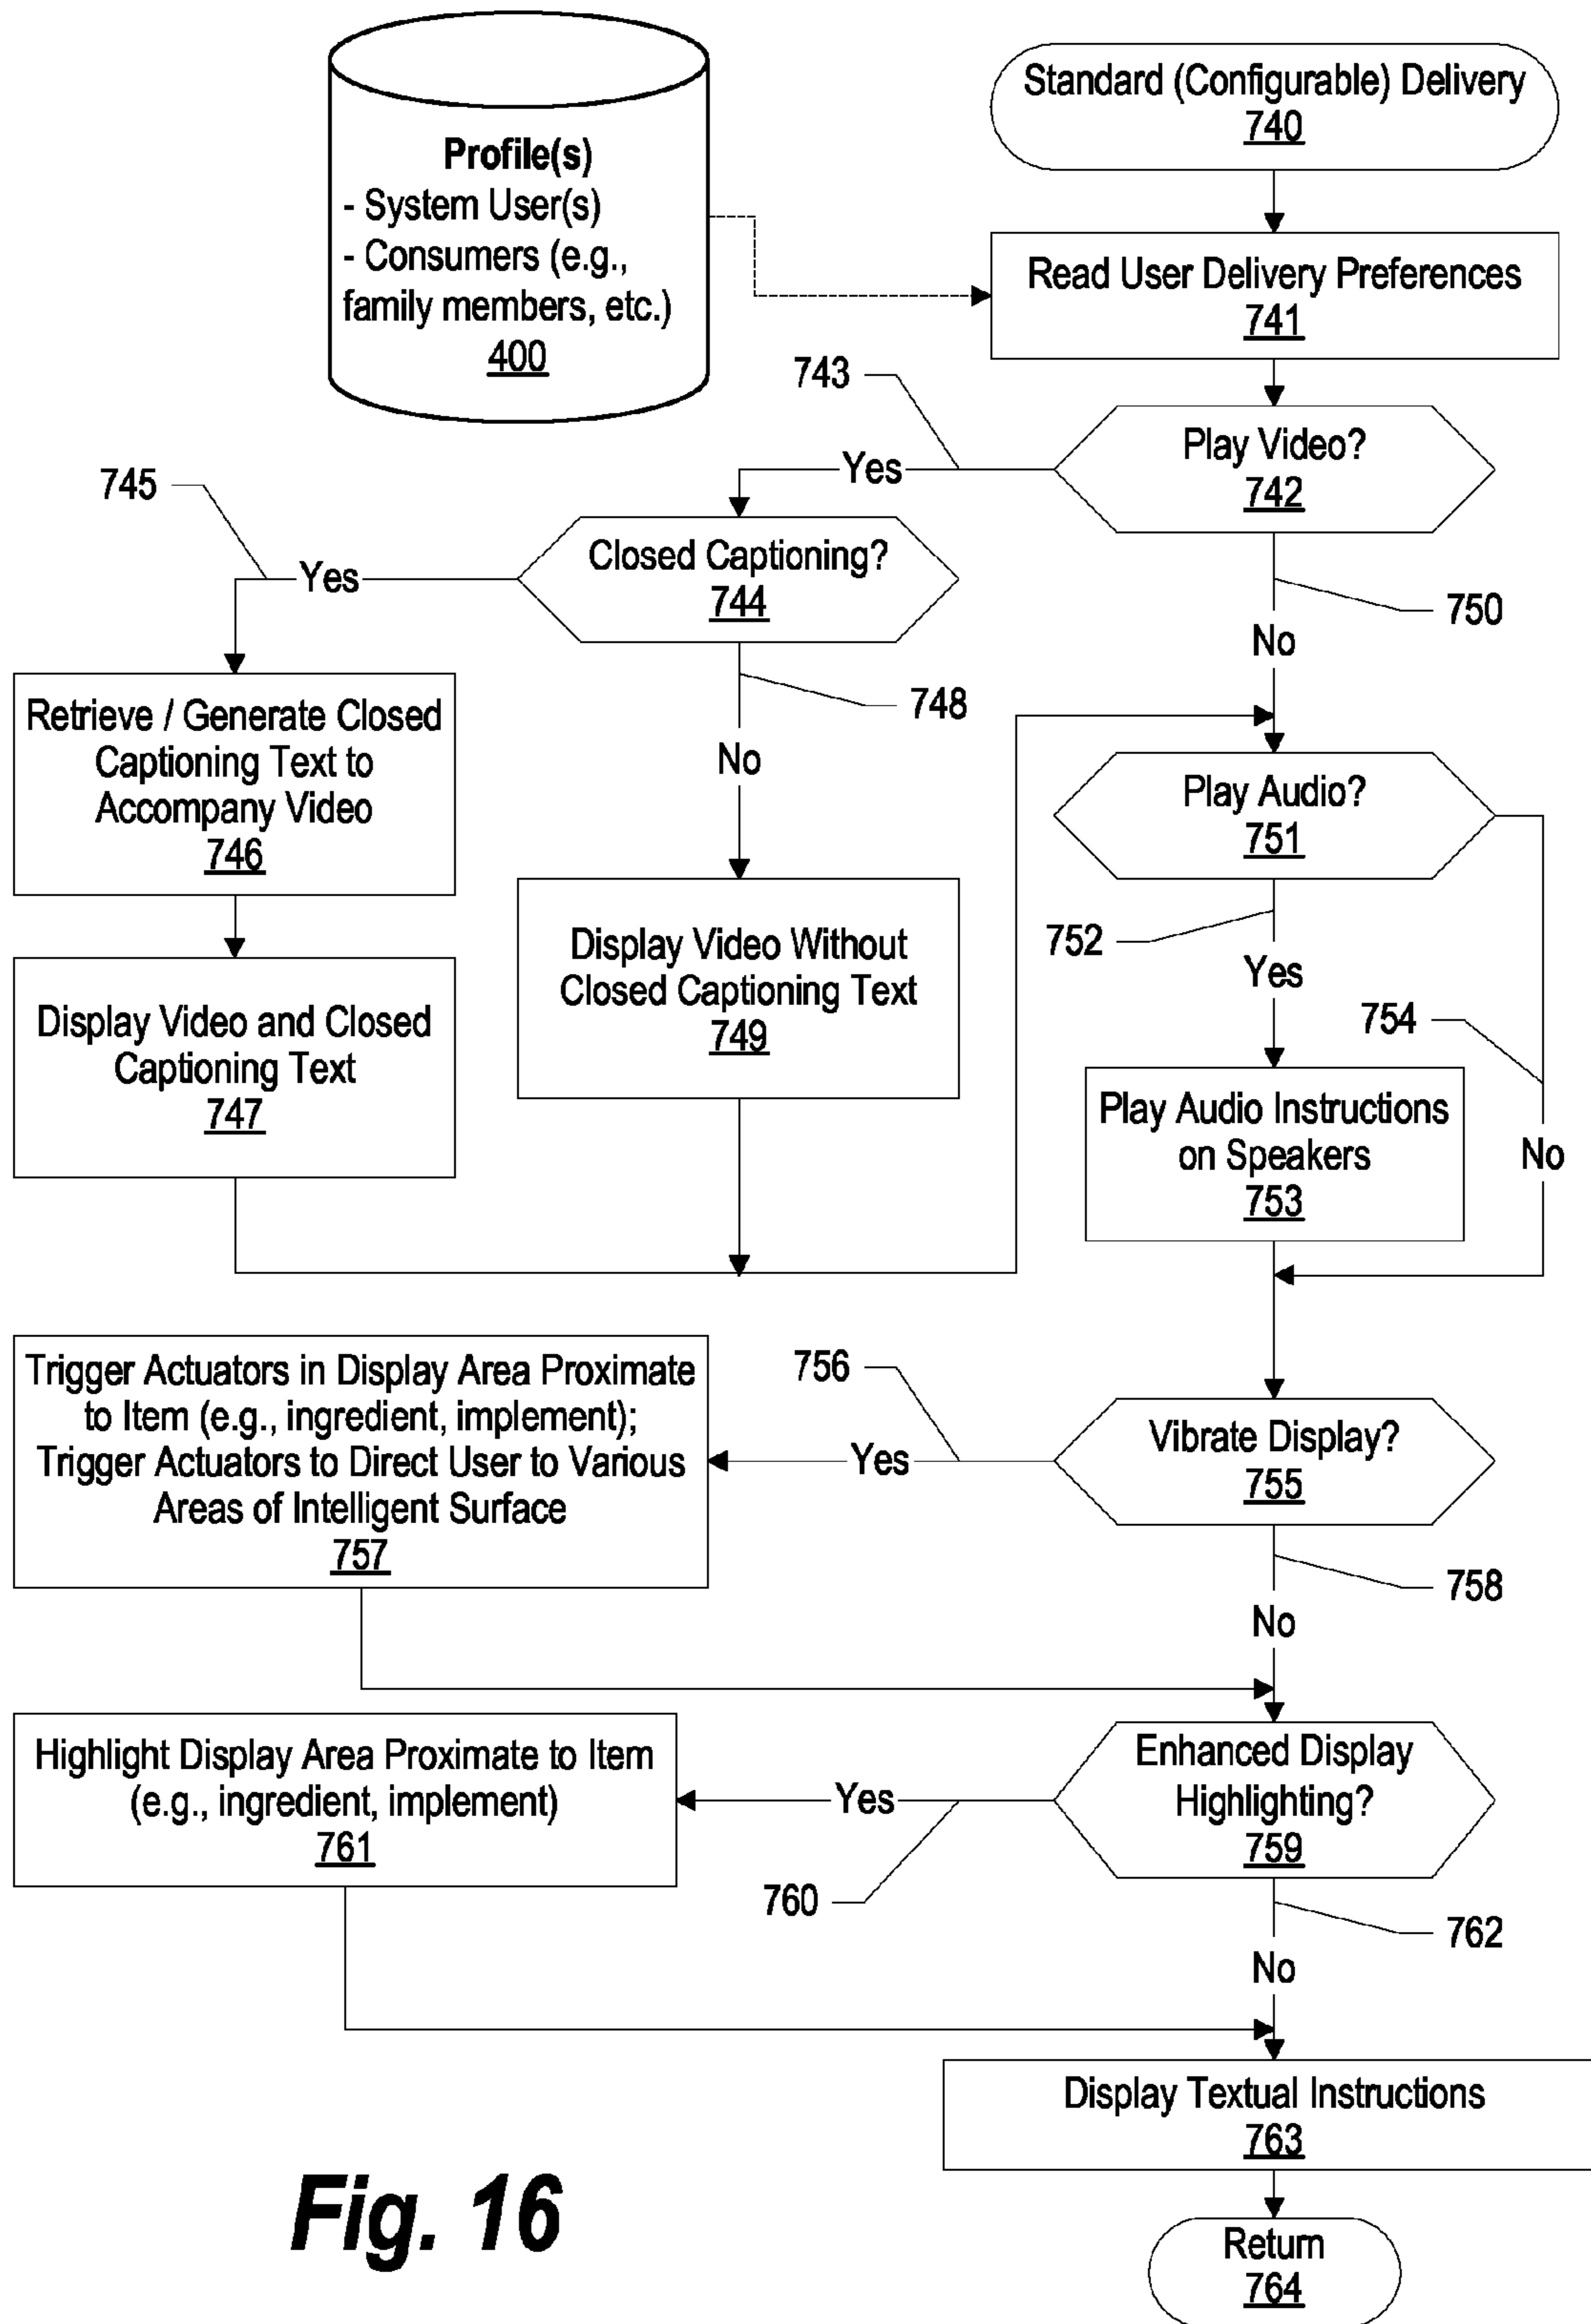 Profile(s)
- System User(s)
- Consumers (e.g.,
family members, etc.)
400
Standard (Configurable) Delivery
740
Read User Delivery Preferences
741
743
Play Video?
742
Yes
745
Closed Captioning?
744
Yes
750
No
748
No
Retrieve / Generate Closed
Captioning Text to
Accompany Video
746
Play Audio?
751
752
Yes
Display Video Without
Closed Captioning Text
749
Display Video and Closed
Captioning Text
747
754
No
Play Audio Instructions
on Speakers
753
Trigger Actuators in Display Area Proximate
to Item (e.g., ingredient, implement);
Trigger Actuators to Direct User to Various
Areas of Intelligent Surface
757
756
Yes
Vibrate Display?
755
758
No
Highlight Display Area Proximate to Item
(e.g., ingredient, implement)
761
Yes
760
Enhanced Display
Highlighting?
759
762
No
Display Textual Instructions
763
Return
764
Fig. 16